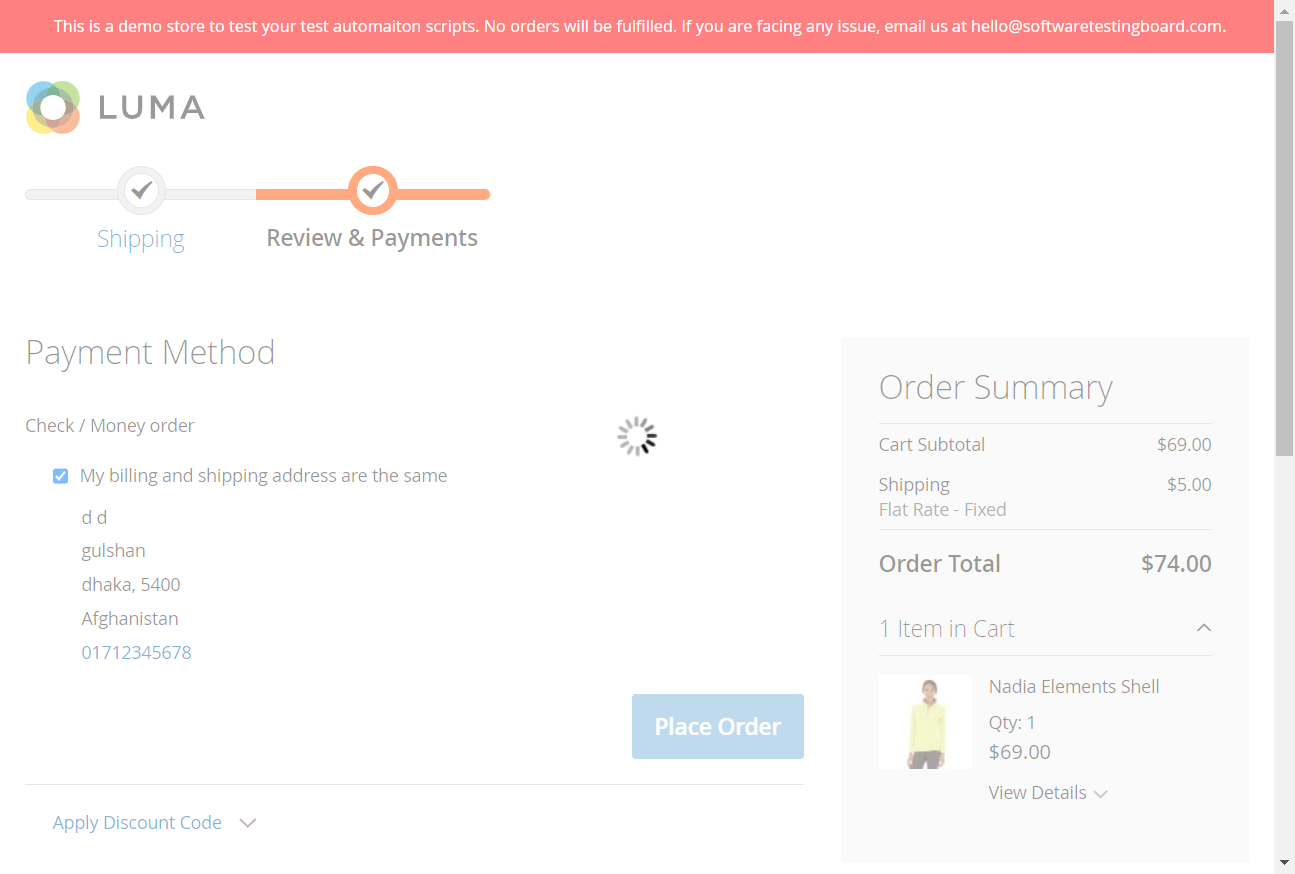 This is a demo store to test your test automaiton scripts. No orders will be fulfilled. If you are facing any issue, email us at hello@softwaretestingboard.com.
LUMA
Shipping
Review & Payments
Payment Method
Check / Money order
My billing and shipping address are the same
d d
gulshan
dhaka, 5400
Afghanistan
01712345678
Place Order
Apply Discount Code
Order Summary
Cart Subtotal $69.00
Shipping $5.00
Flat Rate - Fixed
Order Total $74.00
1 Item in Cart
Nadia Elements Shell
Qty: 1
$69.00
View Details